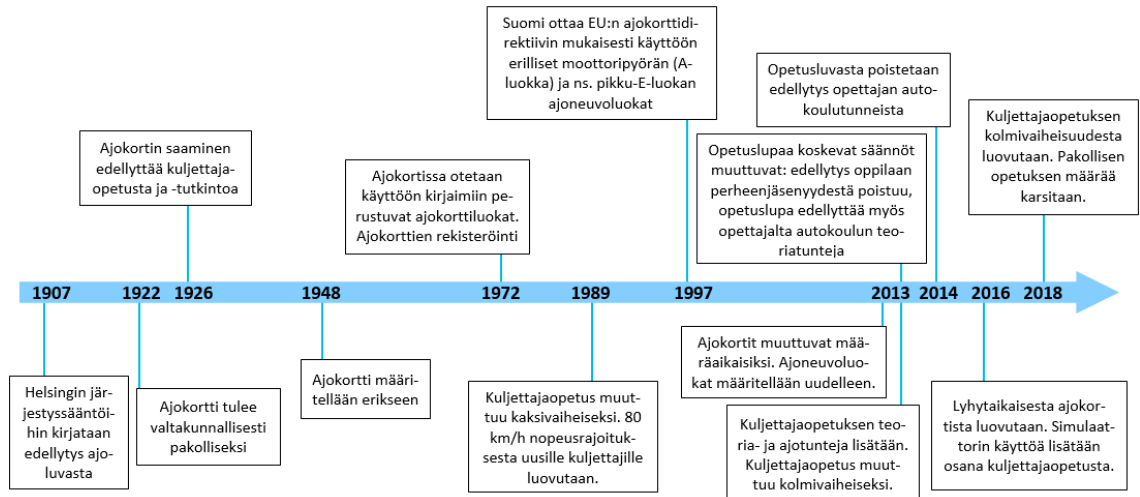 Suomi ottaa EU:n ajokorttidi-
rektiivin mukaisesti käyttöön
erilliset moottoripyörän (A-
luokka) ja ns. pikku-E-luokan
ajoneuvoluokat
Opetusluvasta poistetaan
edellytys opettajan auto-
koulutunneista
Kuljettajaopetuksen
kolmivaiheisuudesta
luovutaan. Pakollisen
opetuksen määrää
karsitaan.
Ajokortin saaminen
edellyttää kuljettaja-
opetusta ja -tutkintoa
Ajokortissa otetaan
käyttöön kirjaimiin pe-
rustuvat ajokorttiluokat.
Ajokorttien rekisteröinti
Opetuslupaa koskevat säännöt
muuttuvat: edellytys oppilaan
perheenjäsenyydestä poistuu,
opetuslupa edellyttää myös
opettajalta autokoulun teo-
riatunteja
1907 1922 1926 1948 1972 1989 1997 2013 2014 2016 2018
Helsingin jär-
jestyssääntöi-
hin kirjataan
edellytys ajo-
luvasta
Ajokortti tulee
valtakunnallisesti
pakolliseksi
Ajokortti määri-
tellään erikseen
Kuljettajaopetus muut-
tuu kaksivaiheiseksi. 80
km/h nopeusrajoituk-
sesta uusille kuljettajille
luovutaan.
Ajokortit muuttuvat mää-
räaikaisiksi. Ajoneuvoluo-
kat määritellään uudelleen.
Kuljettajaopetuksen teo-
ria- ja ajotunteja lisätään.
Kuljettajaopetus muut-
tuu kolmivaiheiseksi.
Lyhytaikaisesta ajokor-
tista luovutaan. Simulaat-
torin käyttöä lisätään
osana kuljettajaopetusta.